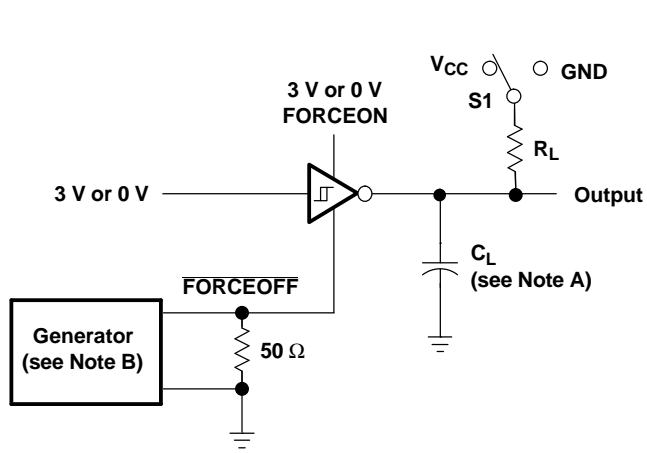 VCC
GND
S1
3 V or 0 V
FORCEON
RL
3 V or 0 V
Output
CL
(see Note A)
FORCEOFF
Generator
(see Note B)
50 Ω